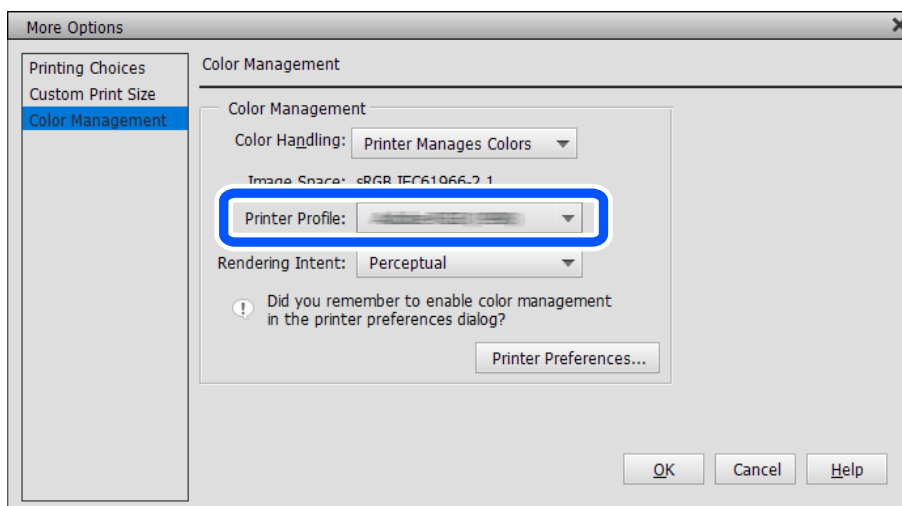 More Options
Printing Choices
Custom Print Size
Color Management
Color Management
Color Management
Color Handling: Printer Manages Colors
Image Space: sRGB IEC61966-2.1
Printer Profile:
Rendering Intent: Perceptual
Did you remember to enable color management
in the printer preferences dialog?
Printer Preferences...
OK Cancel Help